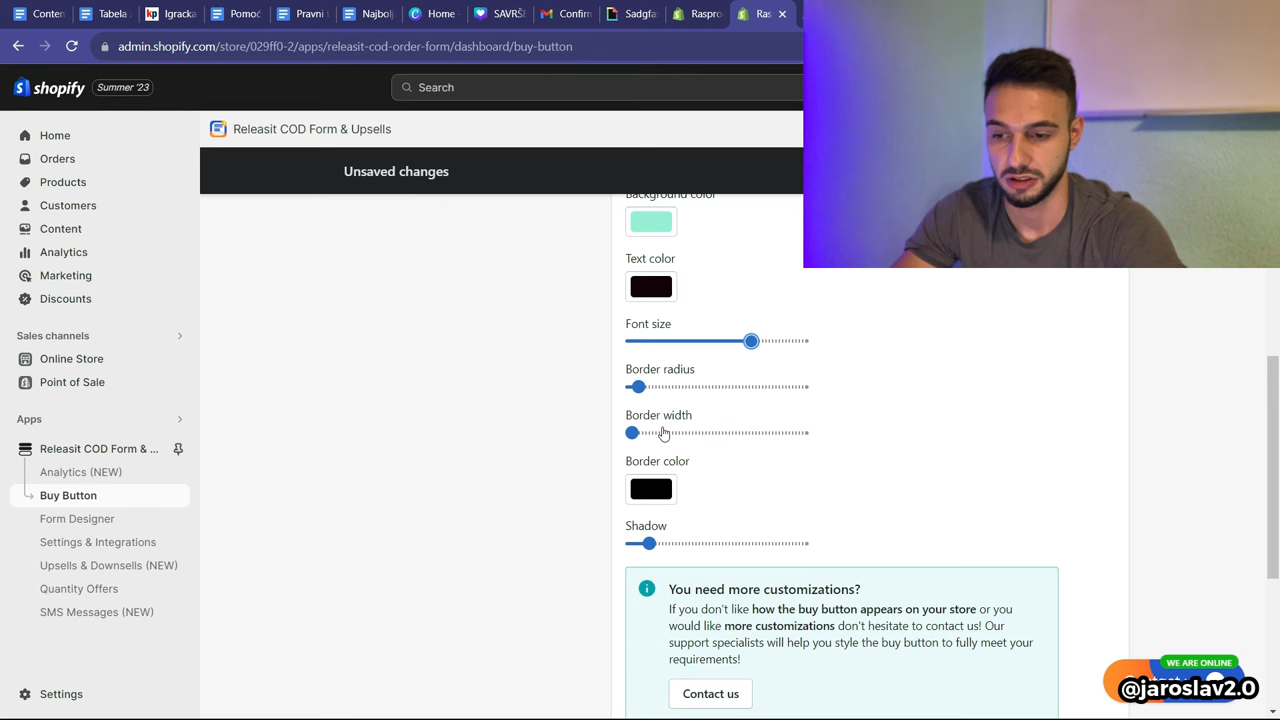 Conten
Tabela
Igracka
Pomoć
Pravni
Najbolj
Home
SAVRŠE
Confirm
Sadgfa
Raspro
Ras
admin.shopify.com/store/029ff0-2/apps/releasit-cod-order-form/dashboard/buy-button
shopify
Summer '23
Search
Home
Orders
Products
Customers
Content
Analytics
Marketing
Discounts
Sales channels
Online Store
Point of Sale
Apps
Releasit COD Form & ...
Analytics (NEW)
Buy Button
Form Designer
Settings & Integrations
Upsells & Downsells (NEW)
Quantity Offers
SMS Messages (NEW)
Settings
Releasit COD Form & Upsells
Unsaved changes
Background color
Text color
Font size
Border radius
Border width
Border color
Shadow
You need more customizations?
If you don't like how the buy button appears on your store or you
would like more customizations don't hesitate to contact us! Our
support specialists will help you style the buy button to fully meet your
requirements!
Contact us
WE ARE ONLINE
@jaroslav2.0